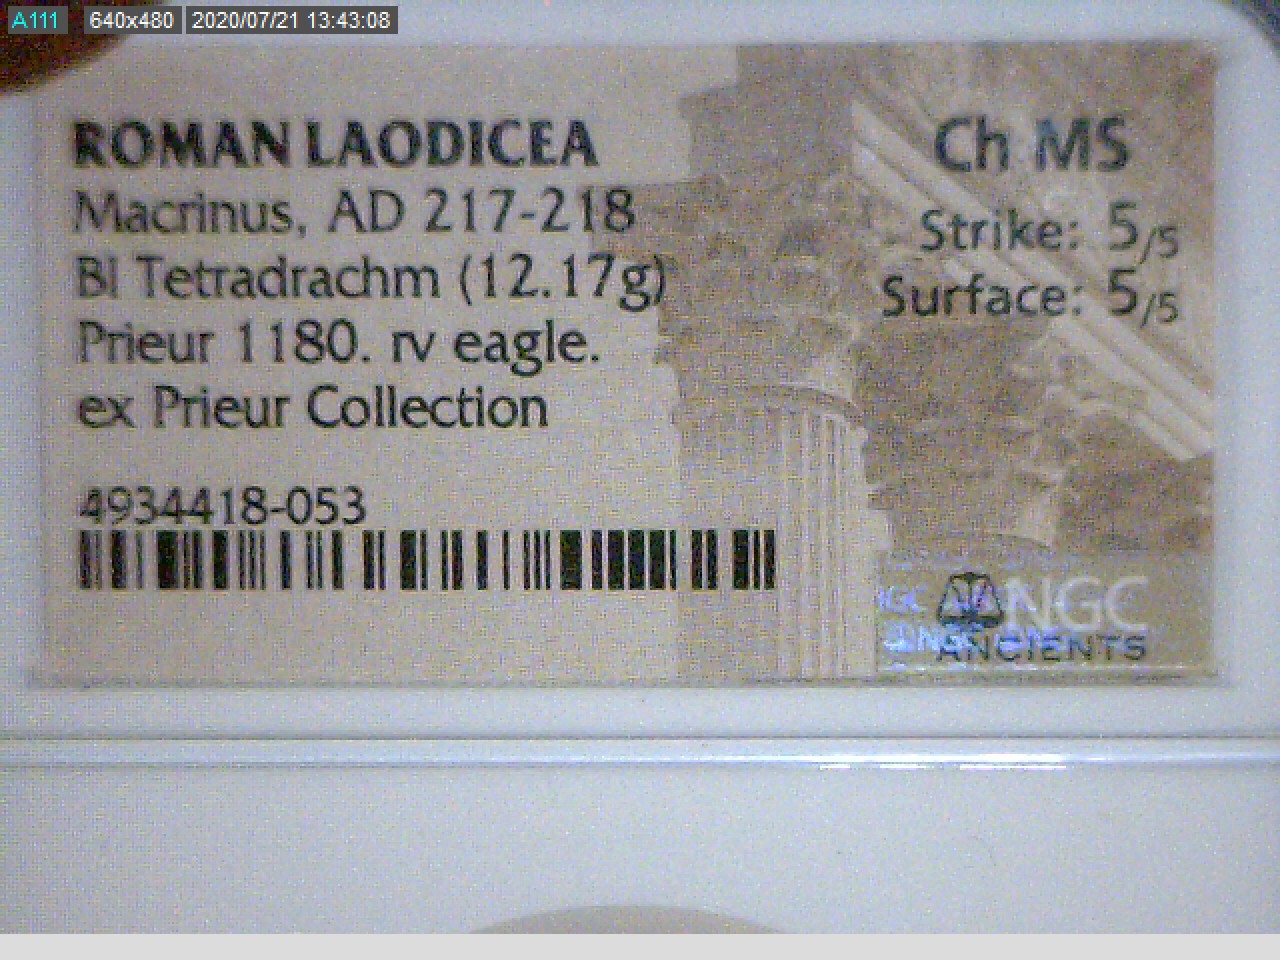 A111 640x480 2020/07/21 13:43:08
ROMAN LAODICEA
Macrinus, AD 217-218
BI Tetradrachm (12.17g)
Prieur 1180. rv eagle.
ex Prieur Collection
4934418-053
Ch MS
Strike: 5/5
Surface: 5/5
NGC
ANCIENTS